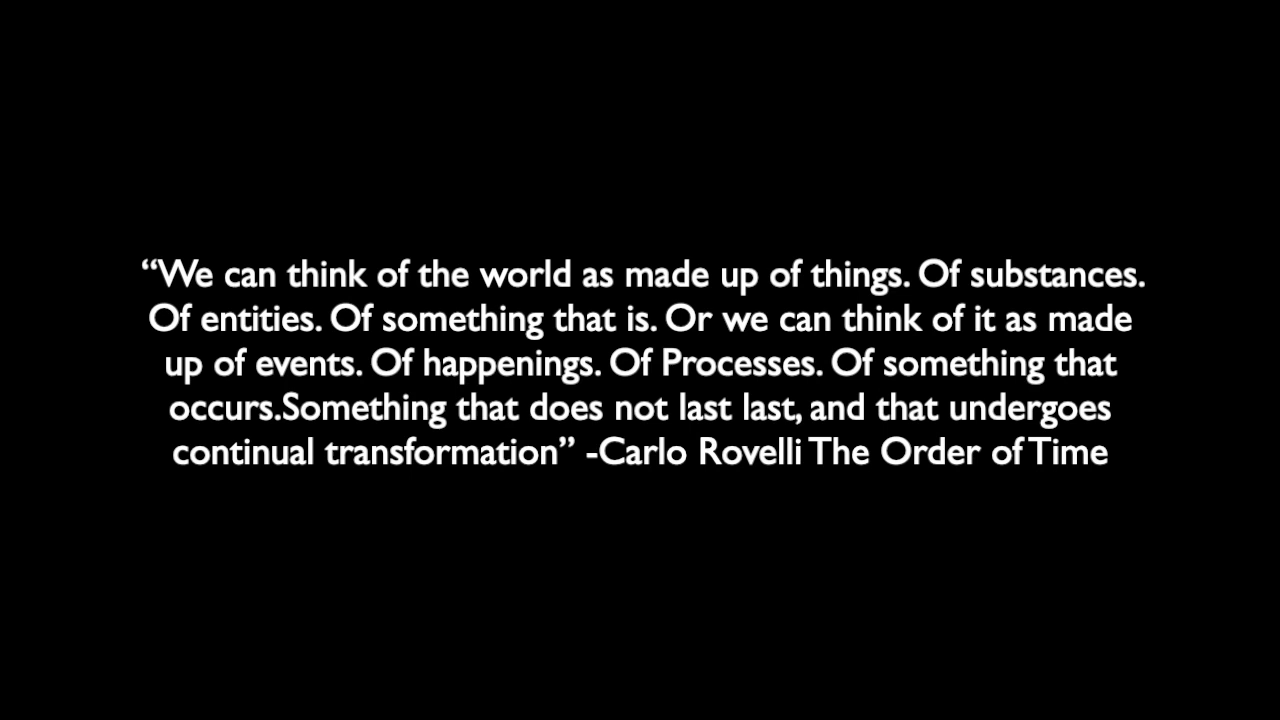 “We can think of the world as made up of things. Of substances.
Of entities. Of something that is. Or we can think of it as made
up of events. Of happenings. Of Processes. Of something that
occurs.Something that does not last last, and that undergoes
continual transformation” -Carlo Rovelli The Order of Time